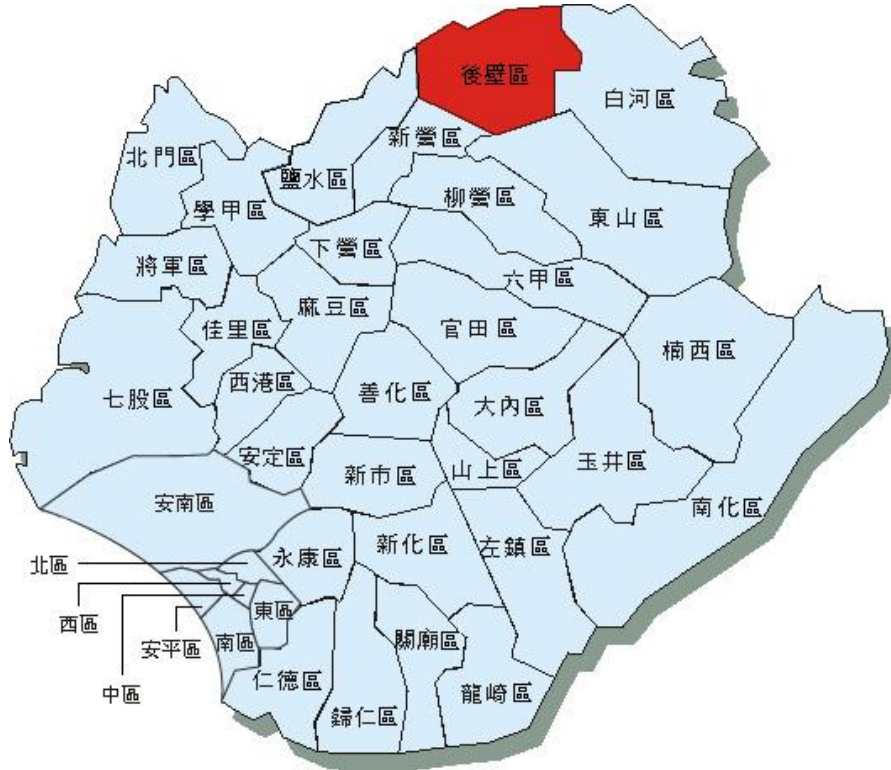 後壁區
白河區
新營區
北門區
鹽水區
柳營區
學甲區
東山區
下營區
將軍區
六甲區
麻豆區
佳里區
官田區
楠西區
西港區
善化區
七股區
大內區
安定區
新市區
山上區
玉井區
安南區
南化區
永康區
新化區
左鎮區
北區
東區
西區
安平區
南區
關廟區
仁德區
中區
龍崎區
歸仁區